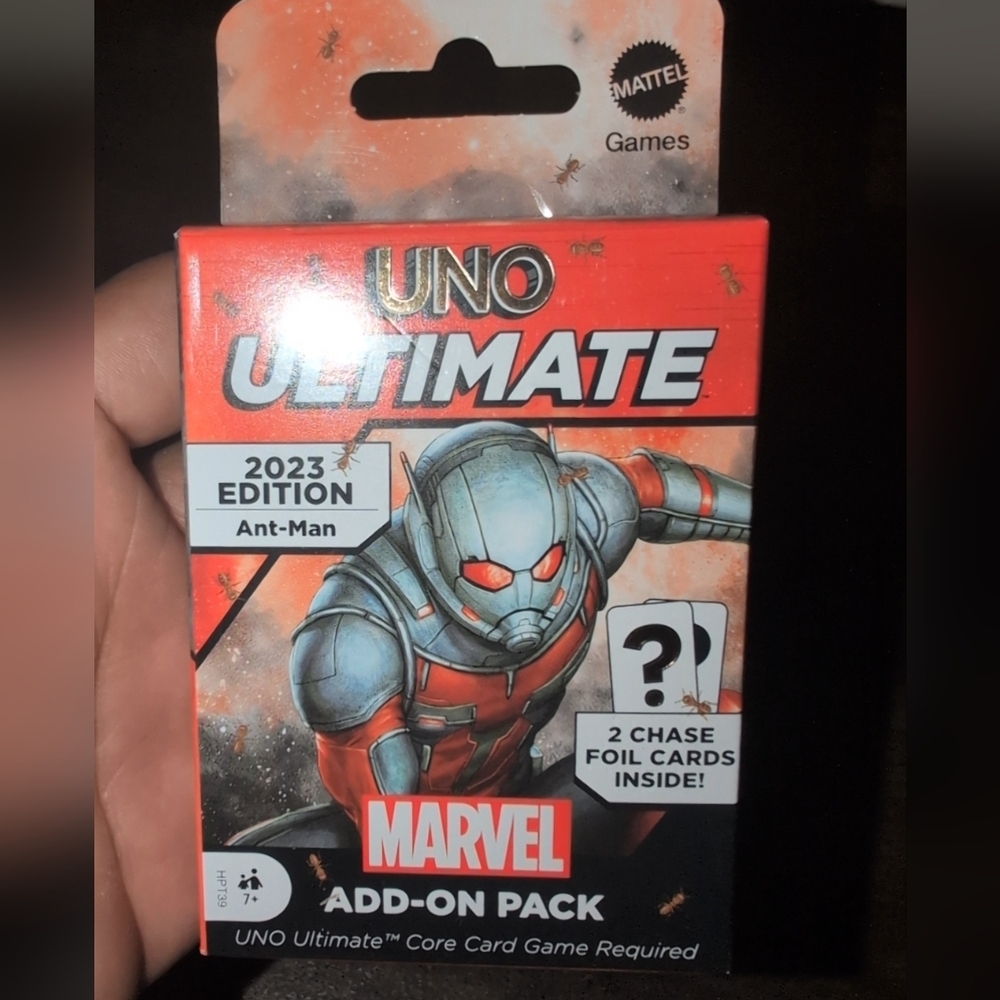 MATTEL
Games
UNO
ULTIMATE
2023
EDITION
Ant-Man
?
2 CHASE
FOIL CARDS
INSIDE!
MARVEL
HPT39
7+
ADD-ON PACK
UNO Ultimate™ Core Card Game Required